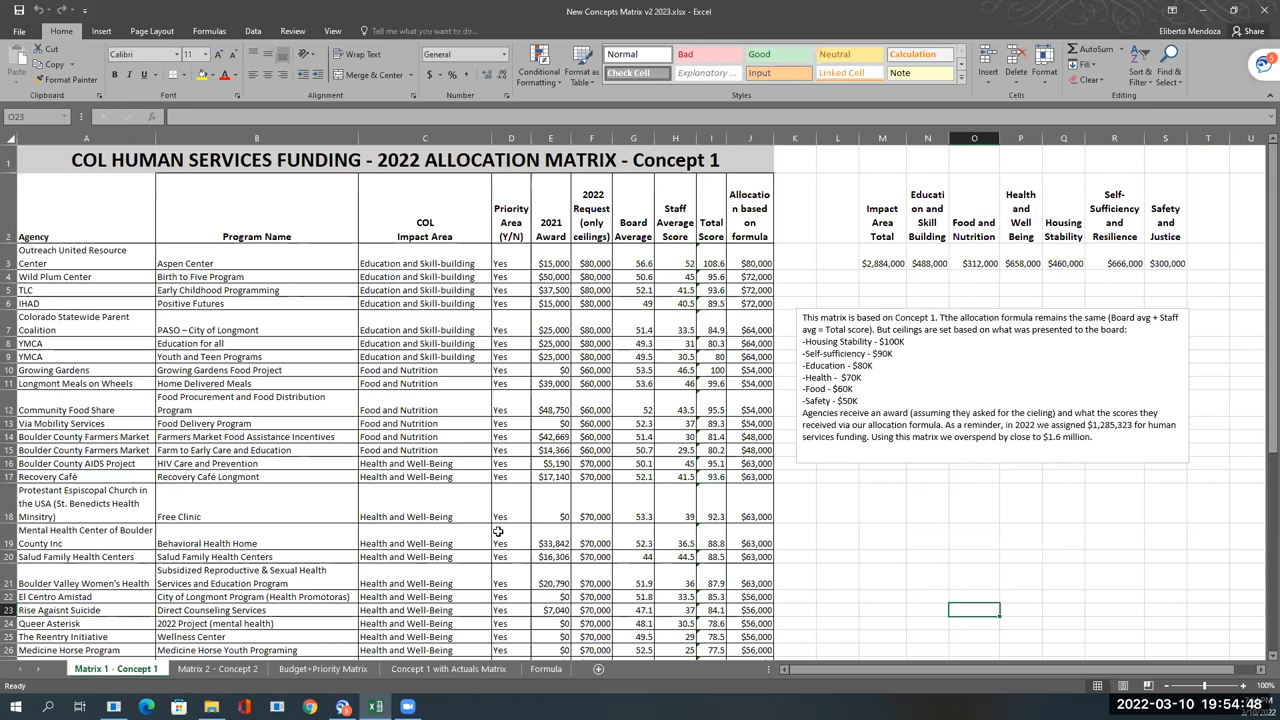 New Concepts Matrix v2 2023.xlsx - Excel
Eliberto Mendoza
File Home Insert Page Layout Formulas Data Review View Tell me what you want to do... Share
Cut
Copy
Format Painter
Paste
Calibri 11
Wrap Text
Merge & Center
General
Conditional Formatting
Format as Table
Normal Bad Good Neutral Calculation
Check Cell Explanatory ... Input Linked Cell Note
Insert Delete Format
AutoSum
Fill
Clear
Sort & Filter
Find & Select
Clipboard Font Alignment Number Styles Cells Editing
O23
A B C D E F G H I J K L M N O P Q R S T U
1 COL HUMAN SERVICES FUNDING - 2022 ALLOCATION MATRIX - Concept 1
2 Agency Program Name COL Impact Area Priority Area (Y/N) 2021 Award 2022 Request (only ceilings) Board Average Staff Average Score Total Score Allocatio n based on formula Impact Area Total Educati on and Skill Building Food and Nutrition Health and Well Being Housing Stability Self-Sufficiency and Resilience Safety and Justice
3 Outreach United Resource Center Aspen Center Education and Skill-building Yes $15,000 $80,000 56.6 52 108.6 $80,000 $2,884,000 $488,000 $312,000 $658,000 $460,000 $666,000 $300,000
4 Wild Plum Center Birth to Five Program Education and Skill-building Yes $50,000 $80,000 50.6 45 95.6 $72,000
5 TLC Early Childhood Programming Education and Skill-building Yes $37,500 $80,000 52.1 41.5 93.6 $72,000
6 IHAD Positive Futures Education and Skill-building Yes $80,000 $80,000 49 40.5 89.5 $72,000
7 Colorado Statewide Parent Coalition PASO – City of Longmont Education and Skill-building Yes $25,000 $80,000 51.4 33.5 84.9 $64,000
8 YMCA Education for all Education and Skill-building Yes $25,000 $80,000 49.3 31 80.3 $64,000
9 YMCA Youth and Teen Programs Education and Skill-building Yes $25,000 $80,000 49.5 30.5 80 $64,000
10 Growing Gardens Growing Gardens Food Project Food and Nutrition Yes $0 $60,000 53.5 46.5 100 $54,000
11 Longmont Meals on Wheels Home Delivered Meals Food and Nutrition Yes $39,000 $60,000 53.6 46 99.6 $54,000
12 Community Food Share Food Procurement and Food Distribution Program Food and Nutrition Yes $48,750 $60,000 52 43.5 95.5 $54,000
13 Via Mobility Services Food Delivery Program Food and Nutrition Yes $0 $60,000 52.3 37 89.3 $54,000
14 Boulder County Farmers Market Farmers Market Food Assistance Incentives Food and Nutrition Yes $42,669 $60,000 51.4 30 81.4 $48,000
15 Boulder County Farmers Market Farm to Early Care and Education Food and Nutrition Yes $14,366 $60,000 50.7 29.5 80.2 $48,000
16 Boulder County AIDS Project HIV Care and Prevention Health and Well-Being Yes $5,190 $70,000 50.1 45 95.1 $63,000
17 Recovery Café Recovery Café Longmont Health and Well-Being Yes $17,140 $70,000 52.1 41.5 93.6 $63,000
18 Protestant Espiscopal Church in the USA (St. Benedicts Health Minsitry) Free Clinic Health and Well-Being Yes $0 $70,000 53.3 39 92.3 $63,000
19 Mental Health Center of Boulder County Inc Behavioral Health Home Health and Well-Being Yes $33,842 $70,000 52.3 36.5 88.8 $63,000
20 Salud Family Health Centers Salud Family Health Centers Health and Well-Being Yes $16,306 $70,000 44 44.5 88.5 $63,000
21 Boulder Valley Women's Health Subsidized Reproductive & Sexual Health Services and Education Program Health and Well-Being Yes $20,790 $70,000 51.9 36 87.9 $63,000
22 El Centro Amistad City of Longmont Program (Health Promotoras) Health and Well-Being Yes $0 $70,000 51.8 33.5 85.3 $56,000
23 Rise Agaisnt Suicide Direct Counseling Services Health and Well-Being Yes $7,040 $70,000 47.1 37 84.1 $56,000
24 Queer Asterisk 2022 Project (mental health) Health and Well-Being Yes $0 $70,000 48.1 30.5 78.6 $56,000
25 The Reentry Initiative Wellness Center Health and Well-Being Yes $0 $70,000 49.5 29 78.5 $56,000
26 Medicine Horse Program Medicine Horse Youth Programing Health and Well-Being Yes $0 $70,000 52.5 25 77.5 $56,000
This matrix is based on Concept 1. Tthe allocation formula remains the same (Board avg + Staff
avg = Total score). But ceilings are set based on what was presented to the board:
-Housing Stability - $100K
-Self-sufficiency - $90K
-Education - $80K
-Health - $70K
-Food - $60K
-Safety - $50K
Agencies receive an award (assuming they asked for the cieling) and what the scores they
received via our allocation formula. As a reminder, in 2022 we assigned $1,285,323 for human
services funding. Using this matrix we overspend by close to $1.6 million.
Matrix 1 - Concept 1 Matrix 2 - Concept 2 Budget+Priority Matrix Concept 1 with Actuals Matrix Formula
Ready 100%
2022-03-10 19:54:48